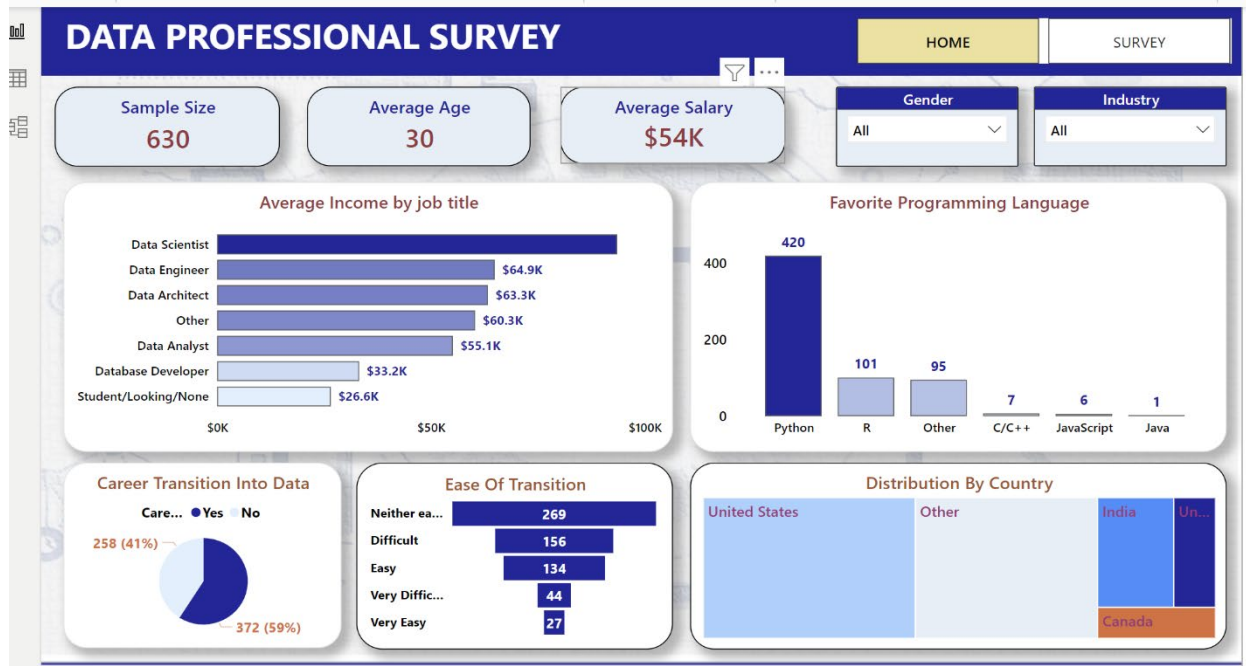 DATA PROFESSIONAL SURVEY
HOME
SURVEY
Sample Size
630
Average Age
30
Average Salary
$54K
Gender
All
Industry
All
Average Income by job title
Data Scientist
Data Engineer
$64.9K
Data Architect
$63.3K
Other
$60.3K
Data Analyst
$55.1K
Database Developer
$33.2K
Student/Looking/None
$26.6K
$0K
$50K
$100K
Favorite Programming Language
400
200
0
420
101
95
7
6
1
Python
R
Other
C/C++
JavaScript
Java
Career Transition Into Data
Care...
Yes
No
258 (41%)
372 (59%)
Ease Of Transition
Neither ea...
269
Difficult
156
Easy
134
Very Diffic...
44
Very Easy
27
Distribution By Country
United States
Other
India
Un...
Canada